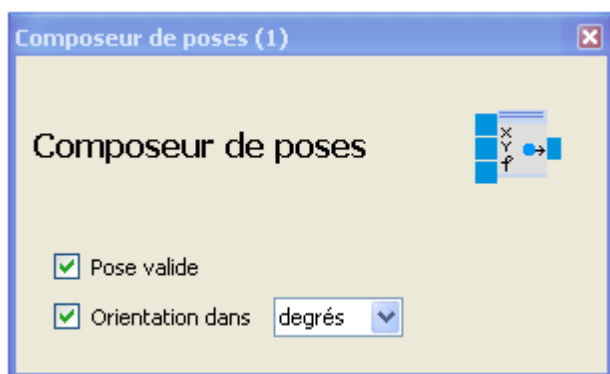 Composeur de poses (1)
Composeur de poses
X
Y
φ
Pose valide
Orientation dans degrés